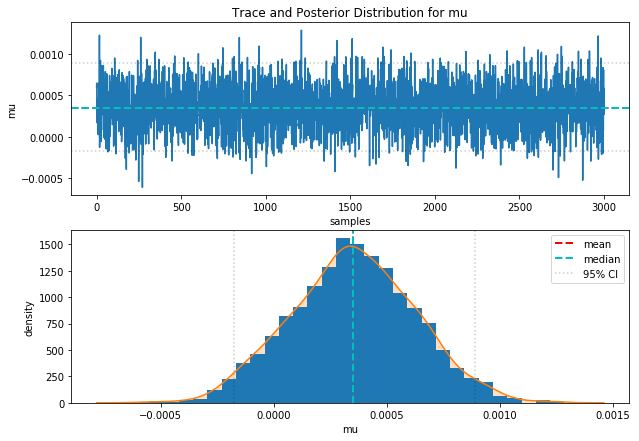 Trace and Posterior Distribution for mu
0.0010
0.0005
0.0000
−0.0005
mu
0 500 1000 1500 2000 2500 3000
samples
1500
1250
1000
750
500
250
0
density
mean
median
95% CI
−0.0005 0.0000 0.0005 0.0010 0.0015
mu